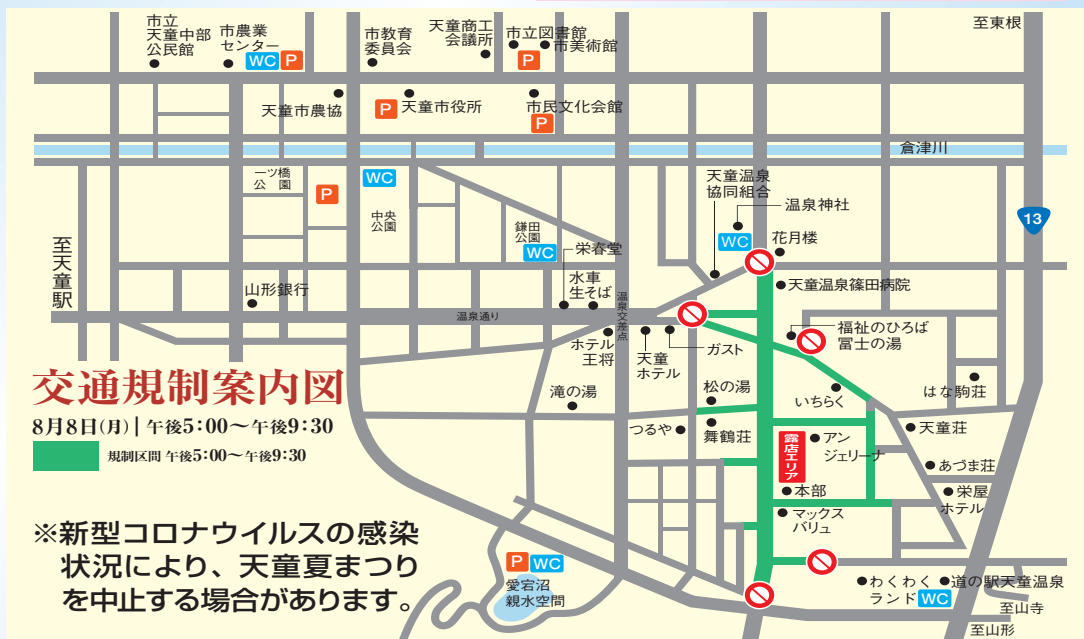 市立
天童中部
公民館
市農業
センター
WC P
市教育
委員会
天童商工
会議所
市立図書館
市美術館
P
至東根
天童市農協
P 天童市役所
市民文化会館
P
倉津川
一ツ橋
公園
P
WC
中央
公園
鎌田
公園
WC
天童温泉
協同組合
温泉神社
WC
花月楼
13
至天童駅
栄春堂
水車
生そば
天童温泉篠田病院
山形銀行
温泉通り
温泉交差点
ホテル
王将
天童
ホテル
ガスト
福祉のひろば
冨士の湯
交通規制案内図
8月8日(月)|午後5:00〜午後9:30
規制区間 午後5:00〜午後9:30
滝の湯
松の湯
いちらく
はな駒荘
つるや
舞鶴荘
露店エリア
アン
ジェリーナ
天童荘
あづま荘
本部
栄屋
ホテル
マックス
バリュ
※新型コロナウイルスの感染
状況により、天童夏まつり
を中止する場合があります。
P WC
愛宕沼
親水空間
わくわく
ランド WC
道の駅天童温泉
至山寺
至山形